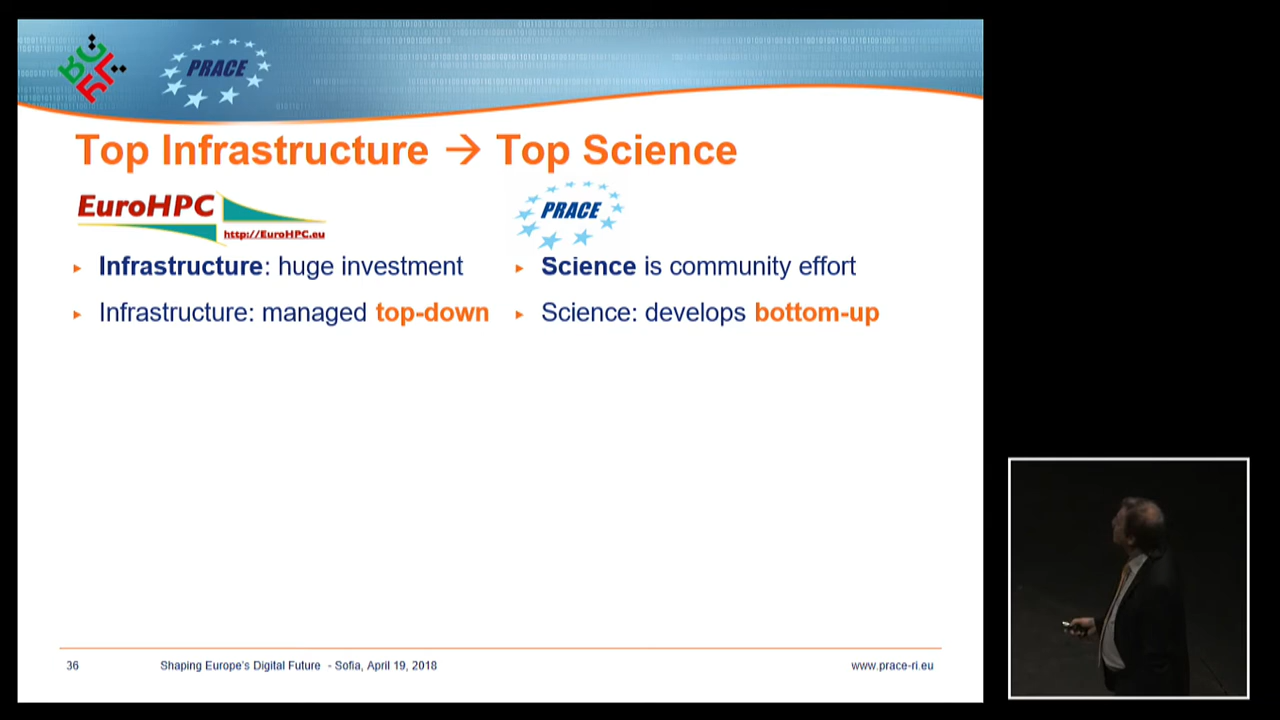 PRACE
Top Infrastructure → Top Science
EuroHPC
http://EuroHPC.eu
PRACE
Infrastructure: huge investment
Infrastructure: managed top-down
Science is community effort
Science: develops bottom-up
36
Shaping Europe's Digital Future - Sofia, April 19, 2018
www.prace-ri.eu